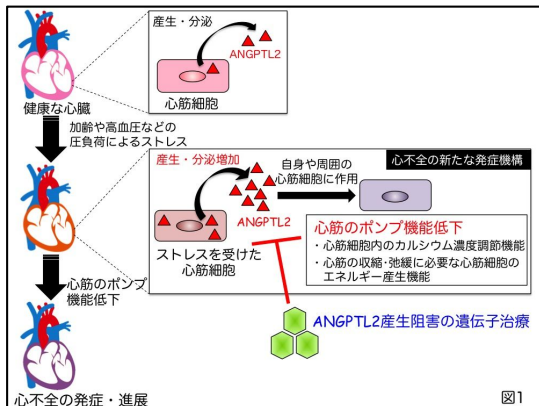 産生・分泌
ANGPTL2
心筋細胞
健康な心臓
加齢や高血圧などの
圧負荷によるストレス
産生・分泌増加
自身や周囲の
心筋細胞に作用
心不全の新たな発症機構
ANGPTL2
ストレスを受けた
心筋細胞
心筋のポンプ機能低下
・心筋細胞内のカルシウム濃度調節機能
・心筋の収縮・弛緩に必要な心筋細胞の
エネルギー産生機能
心筋のポンプ
機能低下
ANGPTL2産生阻害の遺伝子治療
心不全の発症・進展
図1